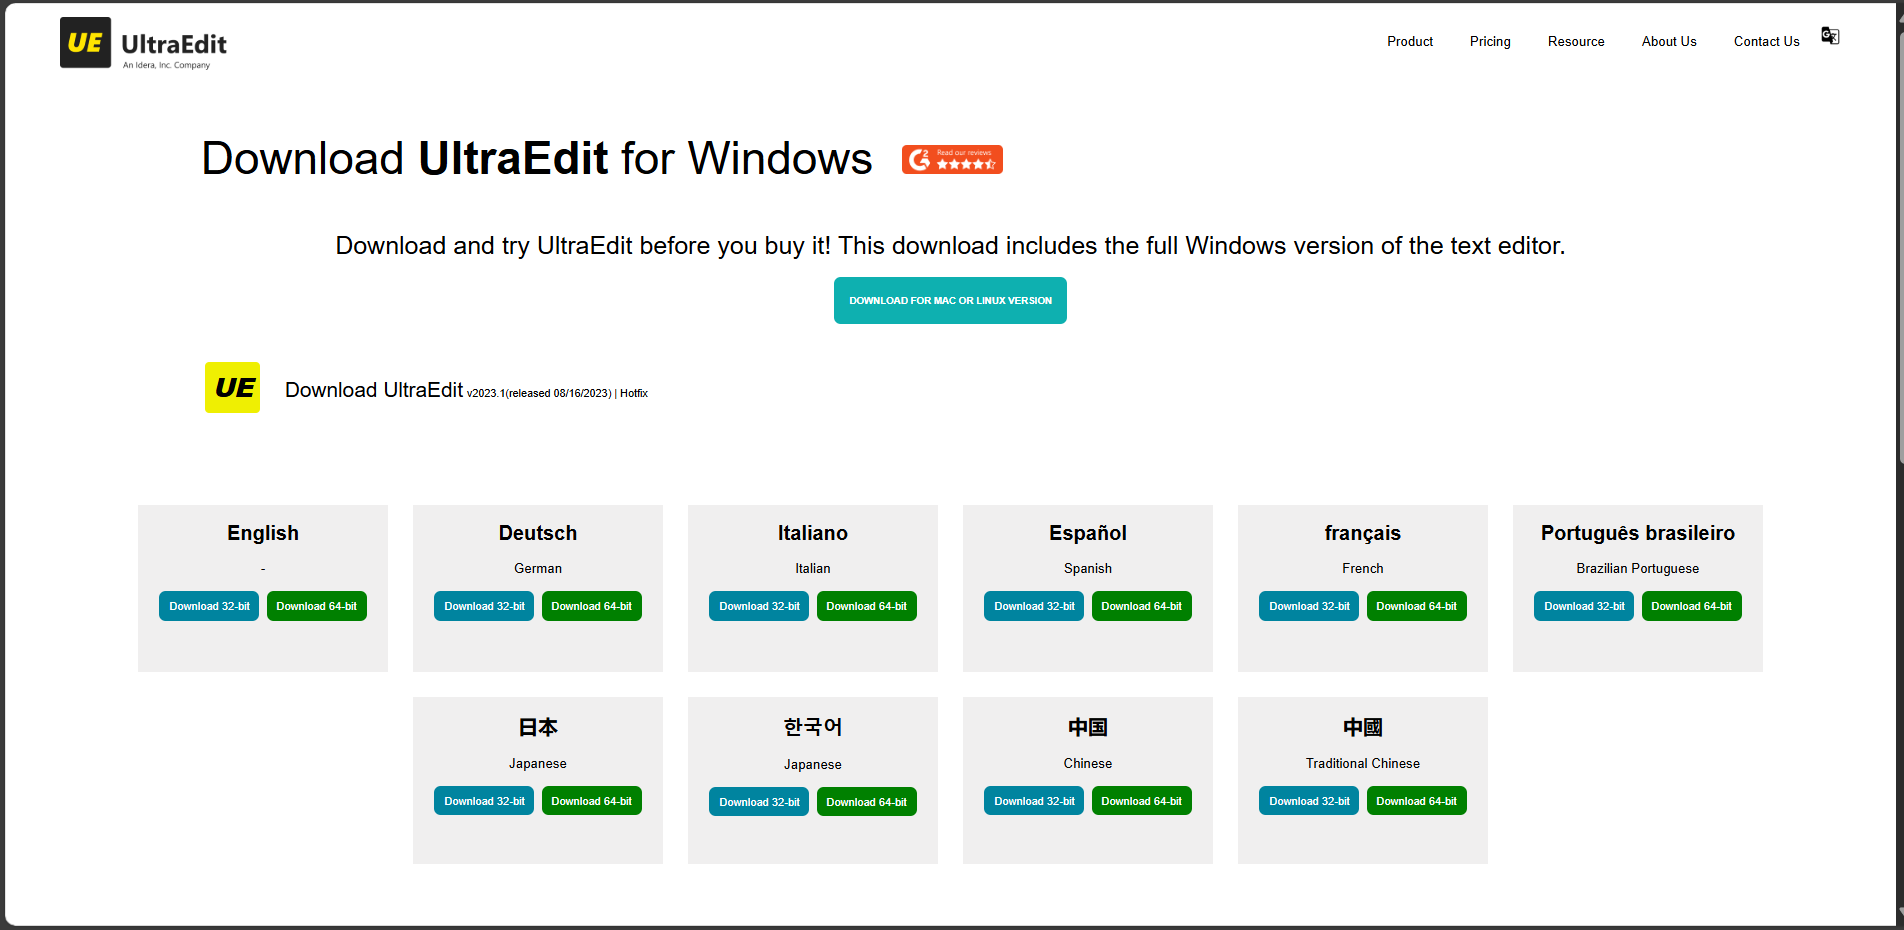 UE UltraEdit
An Idera, Inc. Company
Product Pricing Resource About Us Contact Us
Download UltraEdit for Windows
Read our reviews
Download and try UltraEdit before you buy it! This download includes the full Windows version of the text editor.
DOWNLOAD FOR MAC OR LINUX VERSION
UE Download UltraEdit v2023.1(released 08/16/2023) | Hotfix
English
-
Download 32-bit Download 64-bit
Deutsch
German
Download 32-bit Download 64-bit
Italiano
Italian
Download 32-bit Download 64-bit
Español
Spanish
Download 32-bit Download 64-bit
français
French
Download 32-bit Download 64-bit
Português brasileiro
Brazilian Portuguese
Download 32-bit Download 64-bit
日本
Japanese
Download 32-bit Download 64-bit
한국어
Japanese
Download 32-bit Download 64-bit
中国
Chinese
Download 32-bit Download 64-bit
中國
Traditional Chinese
Download 32-bit Download 64-bit